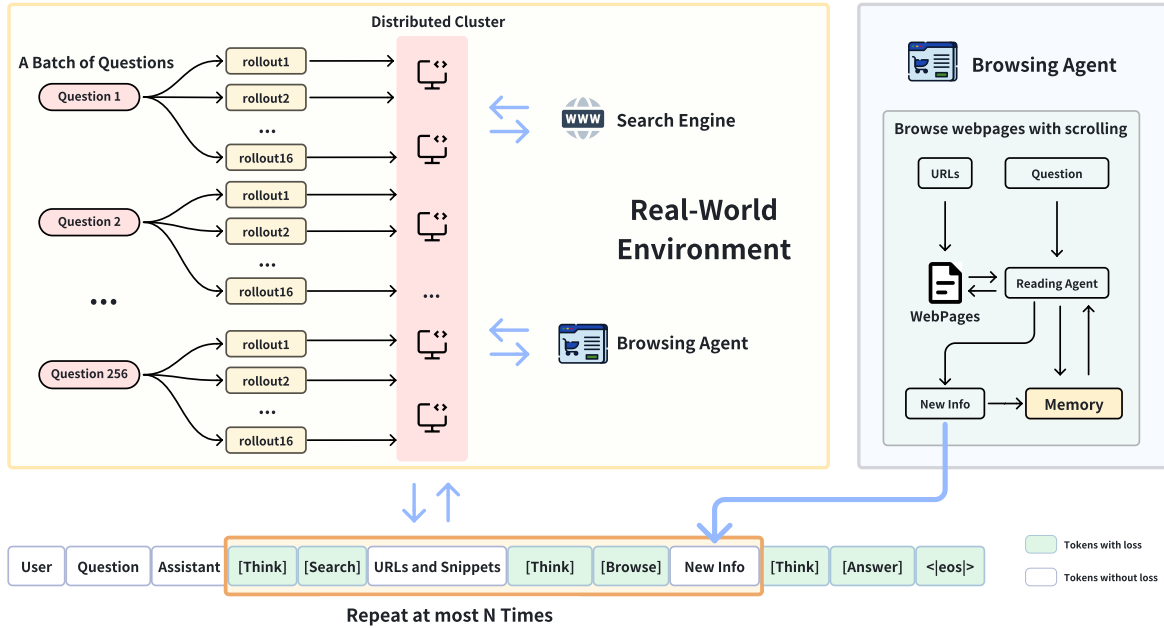 Distributed Cluster
A Batch of Questions
Question 1
rollout1
rollout2
...
rollout16
Question 2
rollout1
rollout2
...
rollout16
...
Question 256
rollout1
rollout2
...
rollout16
...
WWW
Search Engine
Real-World
Environment
Browsing Agent
Browsing Agent
Browse webpages with scrolling
URLs
Question
WebPages
Reading Agent
New Info
Memory
User
Question
Assistant
[Think]
[Search]
URLs and Snippets
[Think]
[Browse]
New Info
[Think]
[Answer]
<|eos|>
Repeat at most N Times
Tokens with loss
Tokens without loss